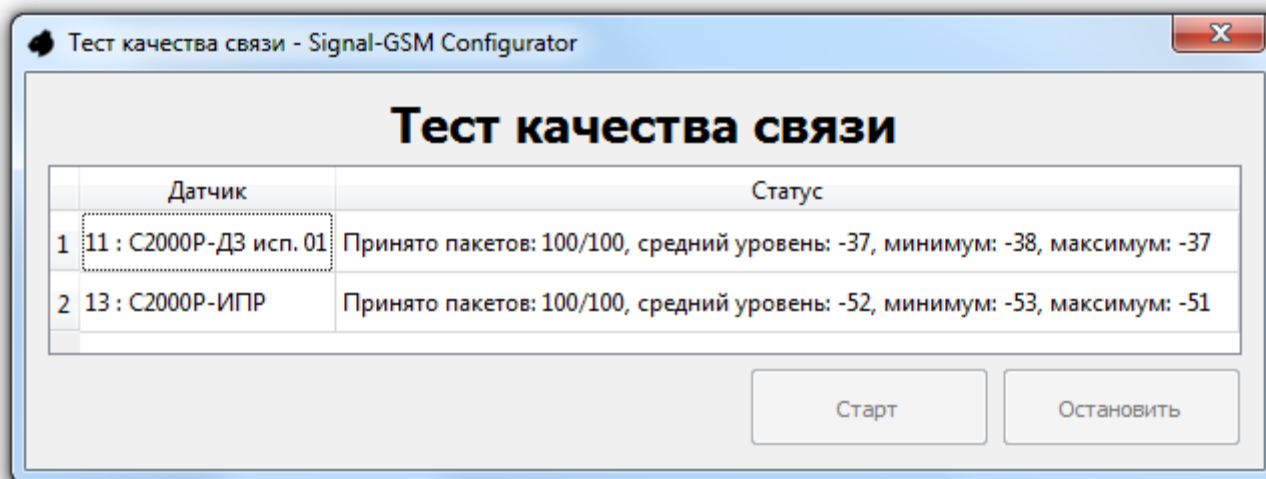 Тест качества связи - Signal-GSM Configurator
Тест качества связи
Датчик Статус
1 11 : С2000Р-ДЗ исп. 01 Принято пакетов: 100/100, средний уровень: -37, минимум: -38, максимум: -37
2 13 : С2000Р-ИПР Принято пакетов: 100/100, средний уровень: -52, минимум: -53, максимум: -51
Старт Остановить